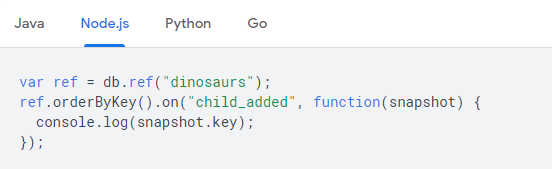 Java Node.js Python Go
var ref = db.ref("dinosaurs");
ref.orderByKey().on("child_added", function(snapshot) {
  console.log(snapshot.key);
});